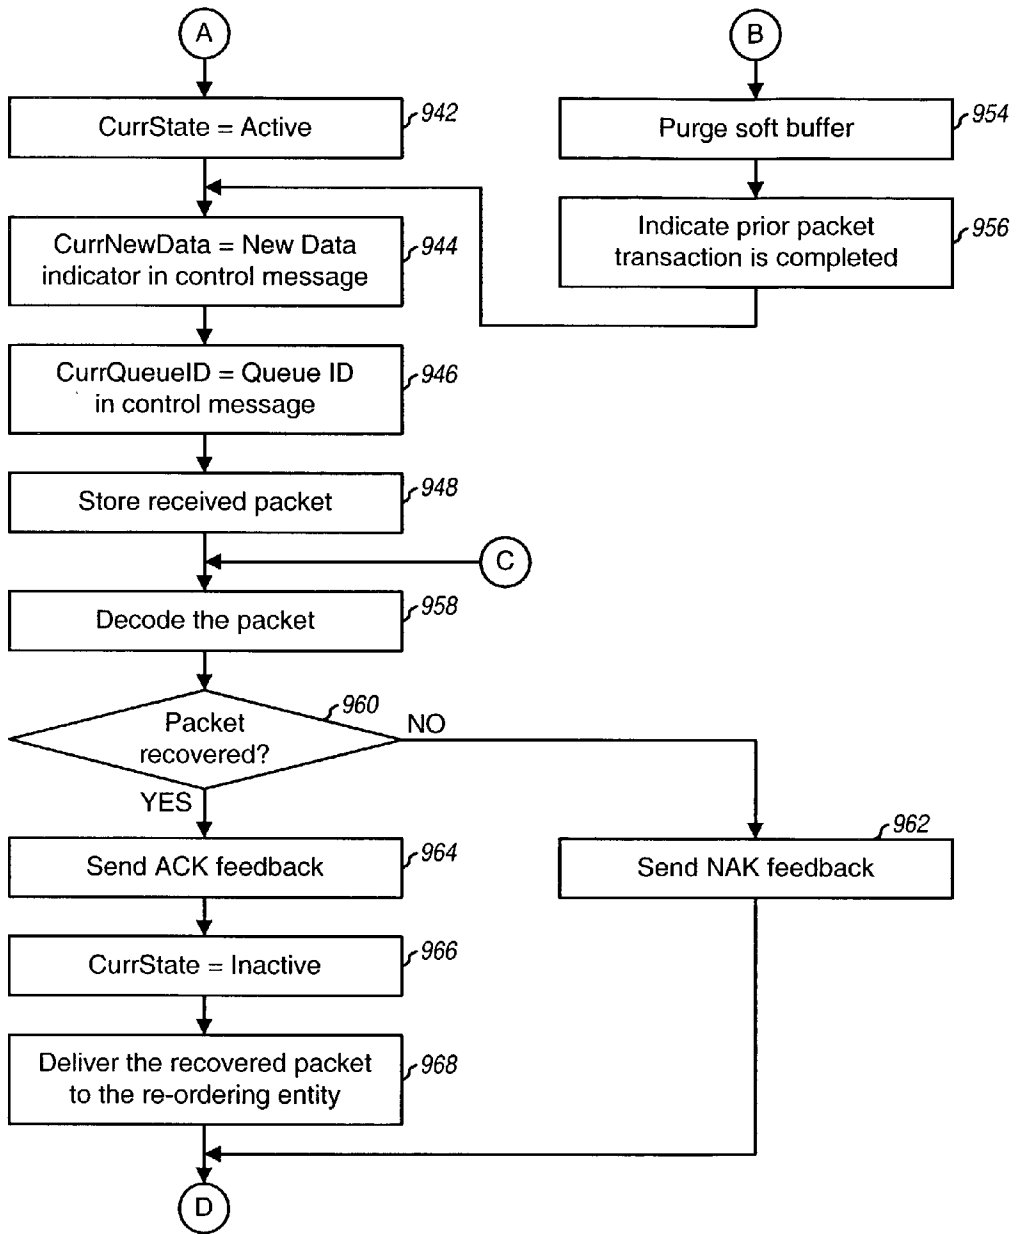 A
B
CurrState = Active
942
Purge soft buffer
954
CurrNewData = New Data
indicator in control message
944
Indicate prior packet
transaction is completed
956
CurrQueueID = Queue ID
in control message
946
Store received packet
948
C
Decode the packet
958
Packet
recovered?
960
NO
YES
Send ACK feedback
964
Send NAK feedback
962
CurrState = Inactive
966
Deliver the recovered packet
to the re-ordering entity
968
D